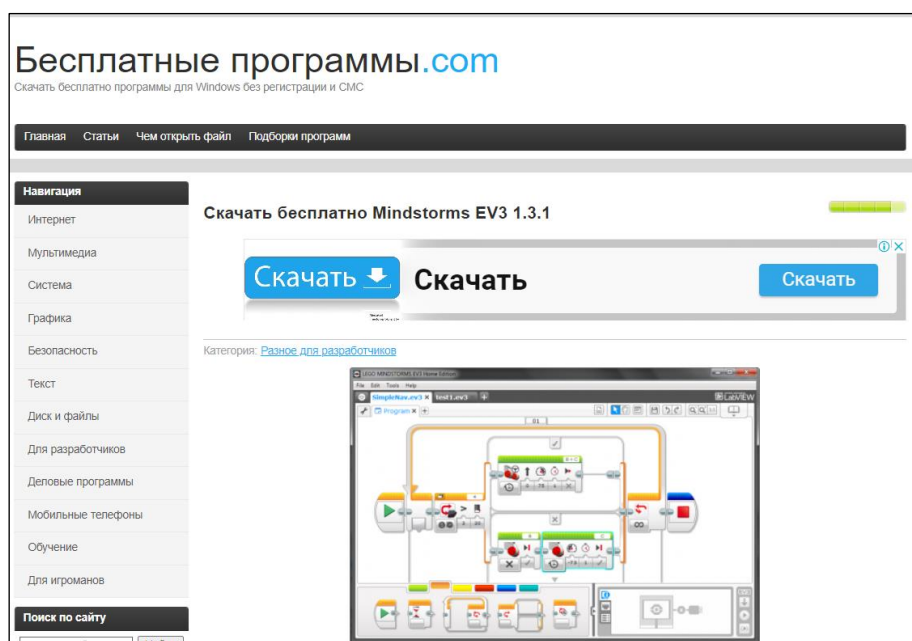 Бесплатные программы.com
Скачать бесплатно программы для Windows без регистрации и СМС
Главная Статьи Чем открыть файл Подборки программ
Навигация
Интернет
Мультимедиа
Система
Графика
Безопасность
Текст
Диск и файлы
Для разработчиков
Деловые программы
Мобильные телефоны
Обучение
Для игроманов
Поиск по сайту
Скачать бесплатно Mindstorms EV3 1.3.1
Скачать Скачать Скачать
Категория: Разное для разработчиков
LEGO MINDSTORMS EV3 Home Edition
File Edit Tools Help
SimpleNav.ev3 test1.ev3 LabVIEW
Program
01